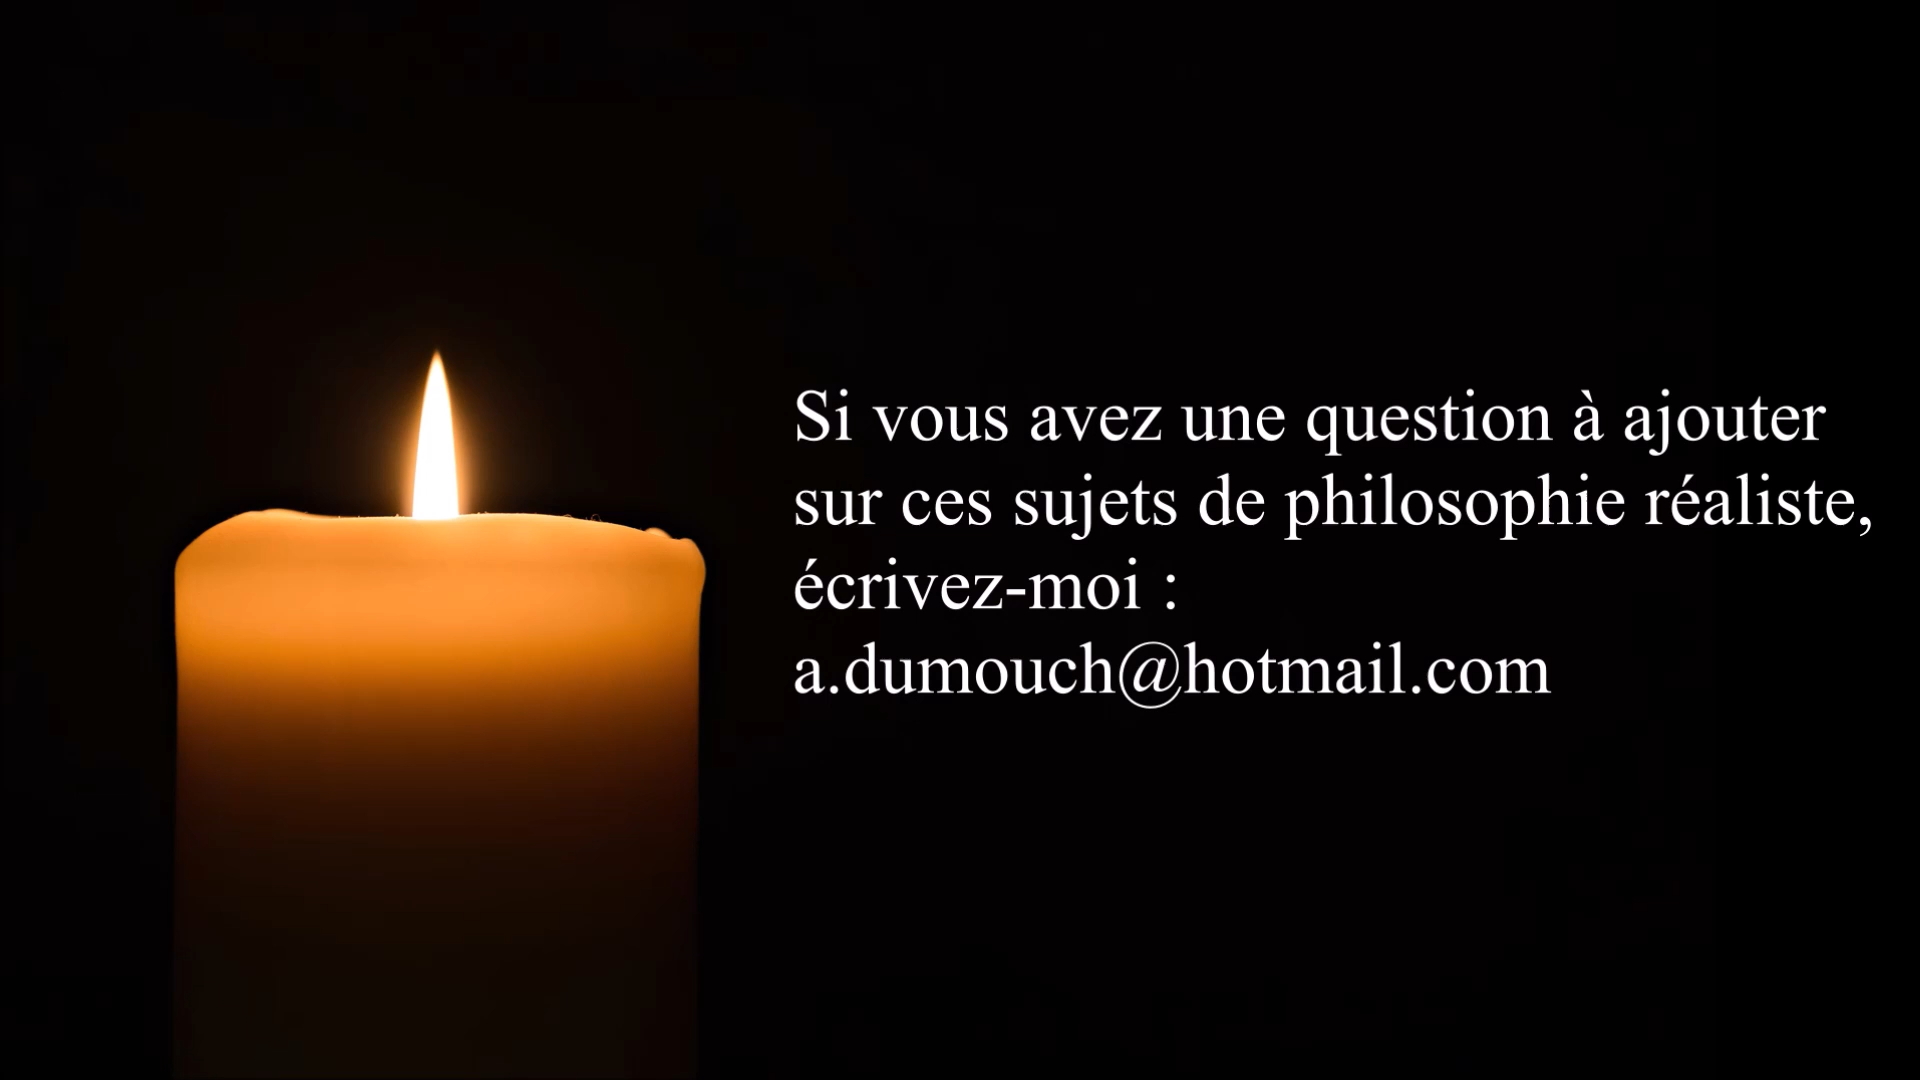 Si vous avez une question à ajouter
sur ces sujets de philosophie réaliste,
écrivez-moi :
a.dumouch@hotmail.com